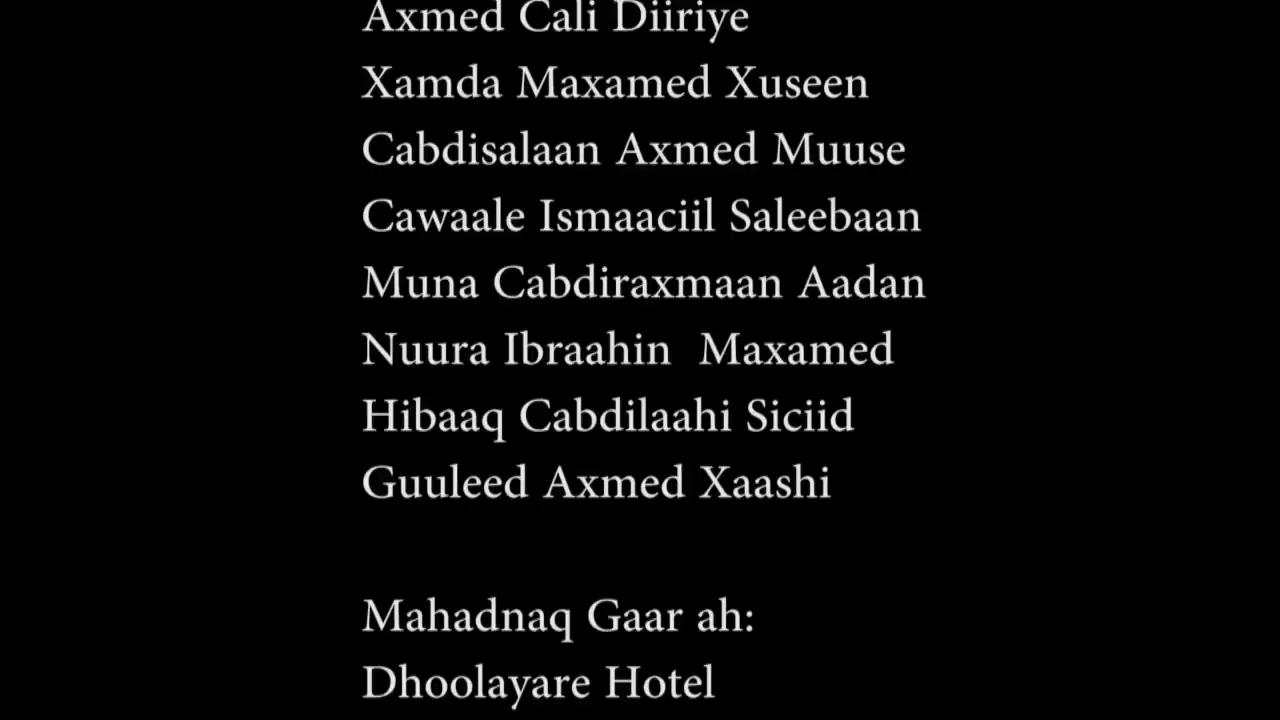 Axmed Cali Diiriye
Xamda Maxamed Xuseen
Cabdisalaan Axmed Muuse
Cawaale Ismaaciil Saleebaan
Muna Cabdiraxmaan Aadan
Nuura Ibraahin  Maxamed
Hibaaq Cabdilaahi Siciid
Guuleed Axmed Xaashi
Mahadnaq Gaar ah:
Dhoolayare Hotel